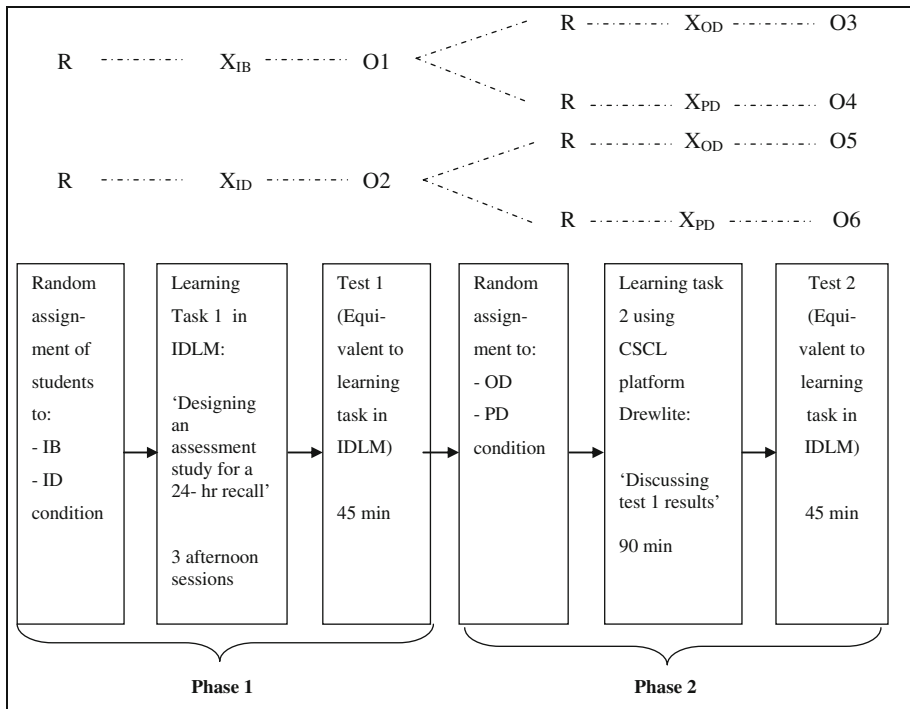 R X_OD O3
R X_IB O1
R X_PD O4
R X_OD O5
R X_ID O2
R X_PD O6
Random
assign-
ment of
students
to:
- IB
- ID
condition
Learning
Task 1 in
IDLM:
‘Designing
an
assessment
study for a
24- hr recall’
3 afternoon
sessions
Test 1
(Equi-
valent to
learning
task in
IDLM)
45 min
Random
assign-
ment to:
- OD
- PD
condition
Learning task
2 using
CSCL
platform
Drewlite:
‘Discussing
test 1 results’
90 min
Test 2
(Equi-
valent to
learning
task in
IDLM)
45 min
Phase 1
Phase 2